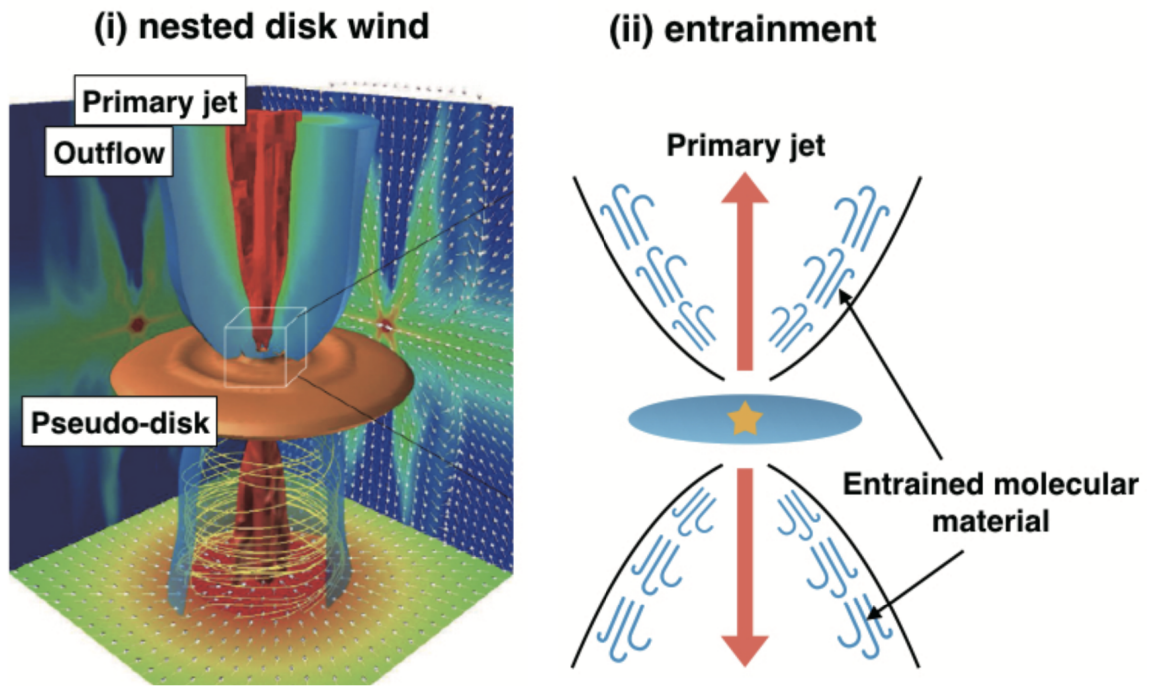 (i) nested disk wind
Primary jet
Outflow
Pseudo-disk
(ii) entrainment
Primary jet
Entrained molecular
material